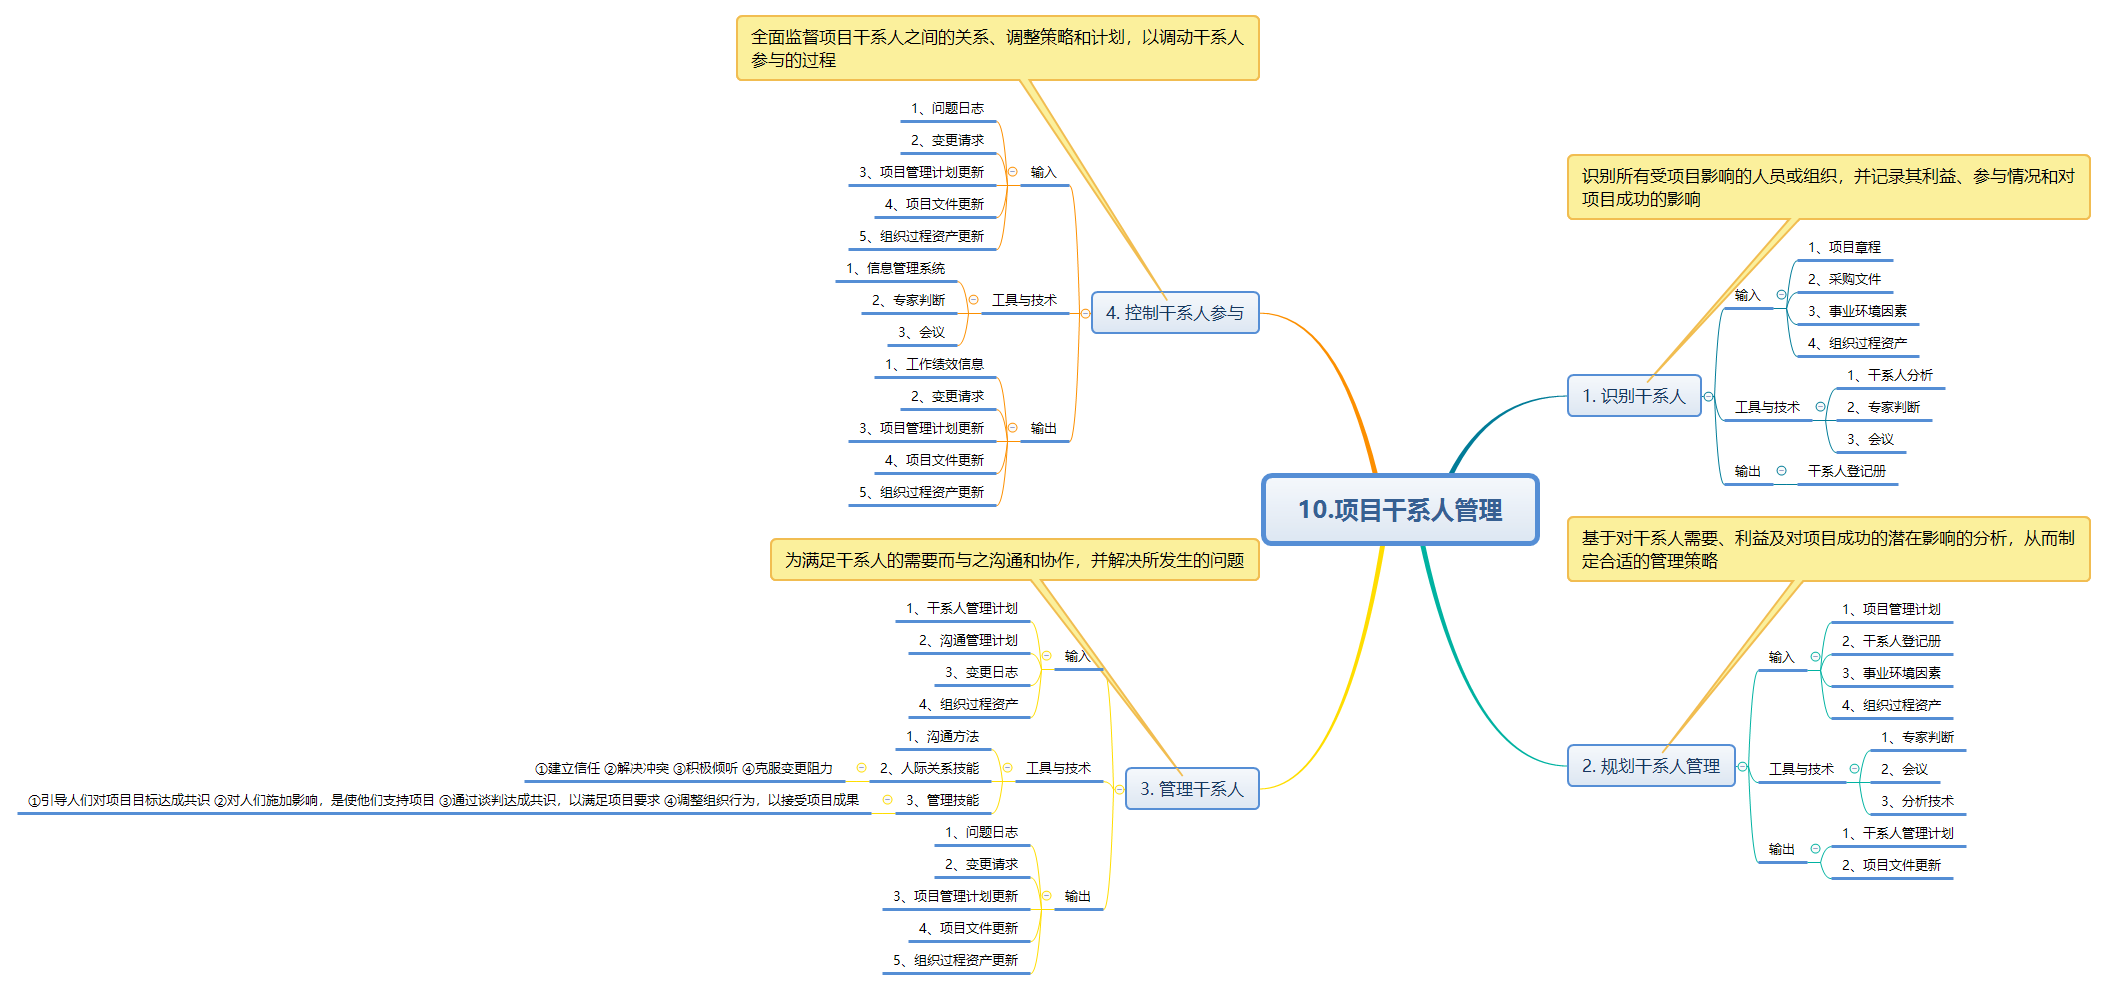 10.项目干系人管理
1. 识别干系人
识别所有受项目影响的人员或组织，并记录其利益、参与情况和对
项目成功的影响
输入
1、项目章程
2、采购文件
3、事业环境因素
4、组织过程资产
工具与技术
1、干系人分析
2、专家判断
3、会议
输出
干系人登记册
2. 规划干系人管理
基于对干系人需要、利益及对项目成功的潜在影响的分析，从而制
定合适的管理策略
输入
1、项目管理计划
2、干系人登记册
3、事业环境因素
4、组织过程资产
工具与技术
1、专家判断
2、会议
3、分析技术
输出
1、干系人管理计划
2、项目文件更新
3. 管理干系人
为满足干系人的需要而与之沟通和协作，并解决所发生的问题
输入
1、干系人管理计划
2、沟通管理计划
3、变更日志
4、组织过程资产
工具与技术
1、沟通方法
2、人际关系技能
①建立信任 ②解决冲突 ③积极倾听 ④克服变更阻力
3、管理技能
①引导人们对项目目标达成共识 ②对人们施加影响，是使他们支持项目 ③通过谈判达成共识，以满足项目要求 ④调整组织行为，以接受项目成果
输出
1、问题日志
2、变更请求
3、项目管理计划更新
4、项目文件更新
5、组织过程资产更新
4. 控制干系人参与
全面监督项目干系人之间的关系、调整策略和计划，以调动干系人
参与的过程
输入
1、问题日志
2、变更请求
3、项目管理计划更新
4、项目文件更新
5、组织过程资产更新
工具与技术
1、信息管理系统
2、专家判断
3、会议
输出
1、工作绩效信息
2、变更请求
3、项目管理计划更新
4、项目文件更新
5、组织过程资产更新